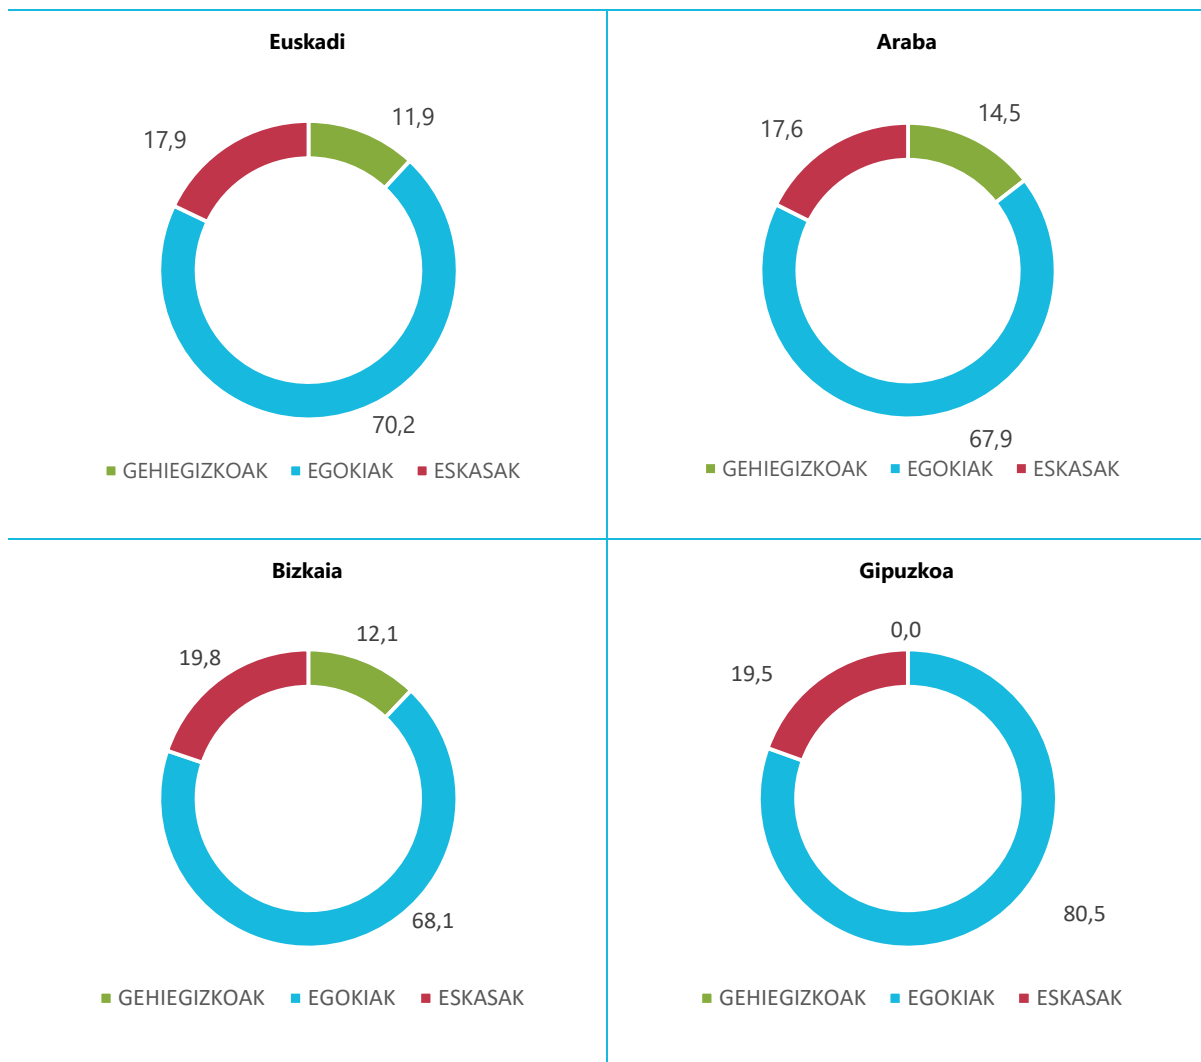 Euskadi
11,9
17,9
70,2
GEHIEGIZKOAK EGOKIAK ESKASAK
Araba
14,5
17,6
67,9
GEHIEGIZKOAK EGOKIAK ESKASAK
Bizkaia
12,1
19,8
68,1
GEHIEGIZKOAK EGOKIAK ESKASAK
Gipuzkoa
0,0
19,5
80,5
GEHIEGIZKOAK EGOKIAK ESKASAK